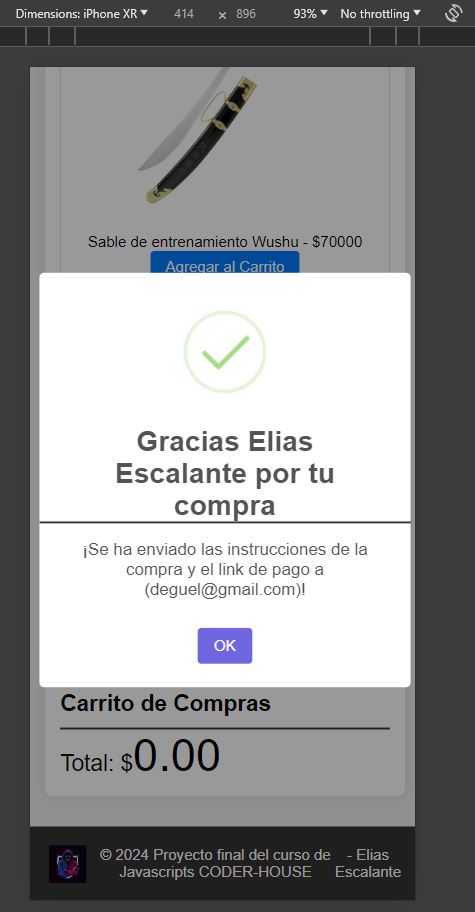 Dimensions: iPhone XR 414 × 896 93% No throttling
Sable de entrenamiento Wushu - $70000
Agregar al Carrito
Gracias Elias
Escalante por tu
compra
¡Se ha enviado las instrucciones de la
compra y el link de pago a
(deguel@gmail.com)!
OK
Carrito de Compras
Total: $0.00
© 2024 Proyecto final del curso de
Javascripts CODER-HOUSE
- Elias
Escalante